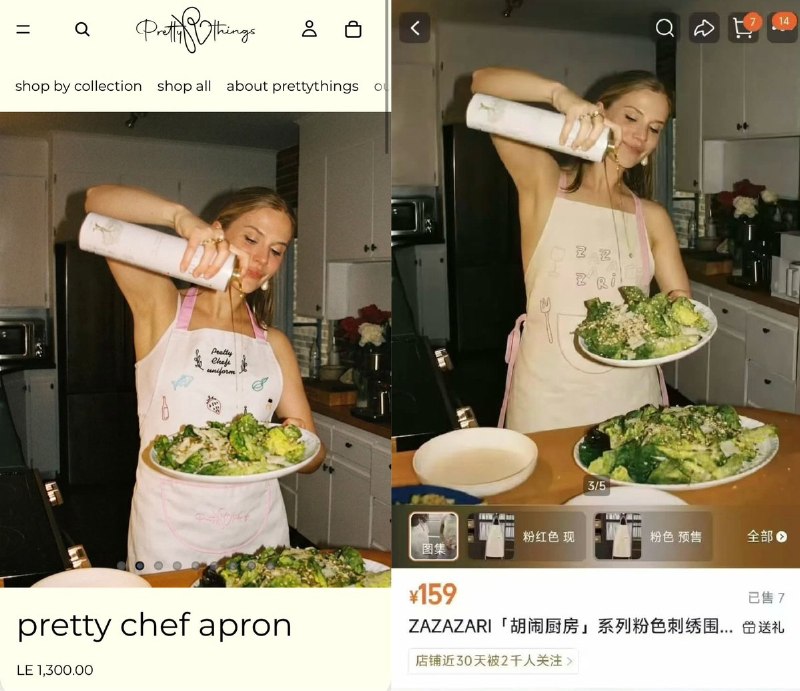 Pretty things
shop by collection
shop all
about prettythings
Pretty
Chefs
uniform
pretty chef apron
LE 1,300.00
7
14
3/5
图集
粉红色 现
粉色 预售
全部
¥159
已售 7
ZAZAZARI「胡闹厨房」系列粉色刺绣围...
送礼
店铺近30天被2千人关注